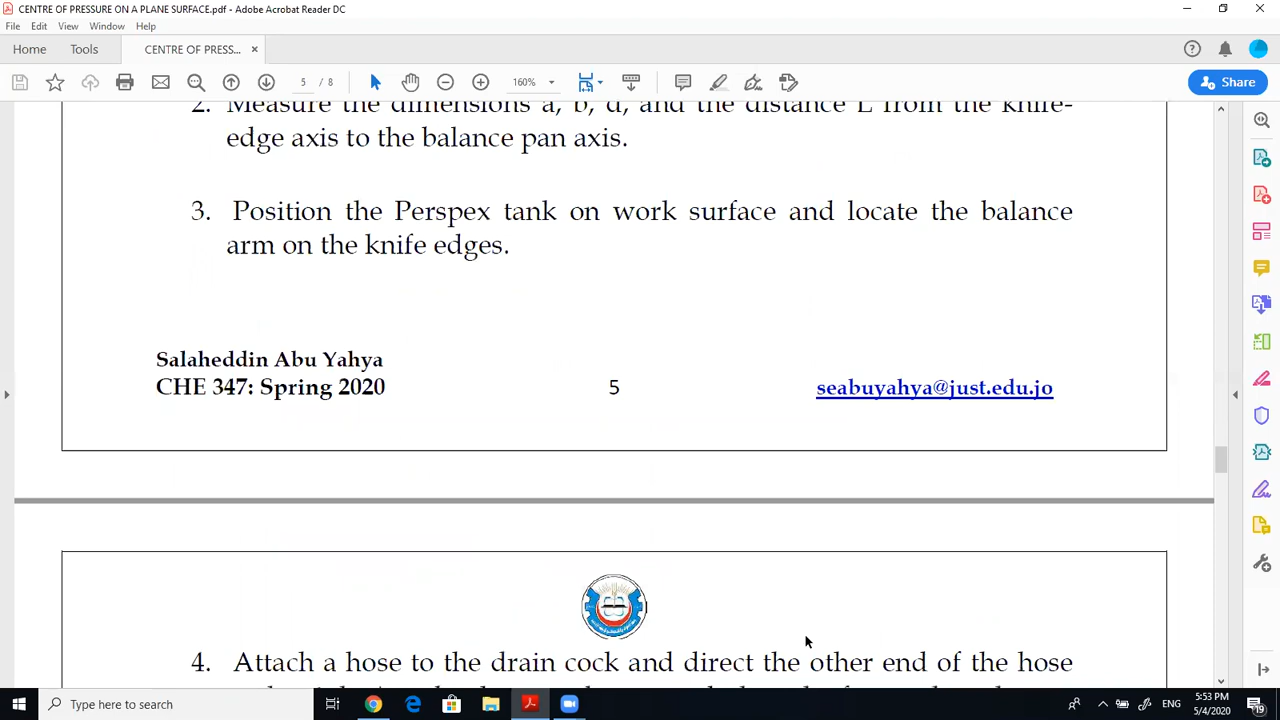 CENTRE OF PRESSURE ON A PLANE SURFACE.pdf - Adobe Acrobat Reader DC
File Edit View Window Help
Home Tools CENTRE OF PRESS... ×
5 / 8 160% Share
2. Measure the dimensions a, b, d, and the distance L from the knife-
edge axis to the balance pan axis.
3. Position the Perspex tank on work surface and locate the balance
arm on the knife edges.
Salaheddin Abu Yahya
CHE 347: Spring 2020 5 seabuyahya@just.edu.jo
4. Attach a hose to the drain cock and direct the other end of the hose
Type here to search
ENG 5:53 PM
5/4/2020 19